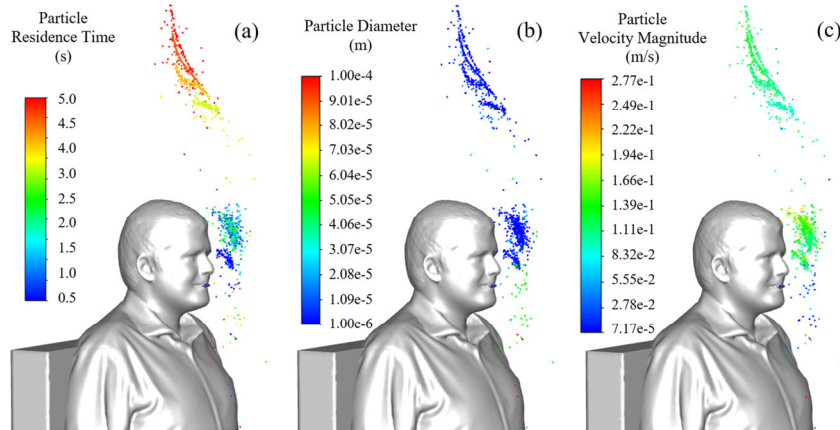 Particle
Residence Time
(s)
(a)
5.0
4.5
4.0
3.5
3.0
2.5
2.0
1.5
1.0
0.5
Particle Diameter
(m)
(b)
1.00e-4
9.01e-5
8.02e-5
7.03e-5
6.04e-5
5.05e-5
4.06e-5
3.07e-5
2.08e-5
1.09e-5
1.00e-6
Particle
Velocity Magnitude
(m/s)
(c)
2.77e-1
2.49e-1
2.22e-1
1.94e-1
1.66e-1
1.39e-1
1.11e-1
8.32e-2
5.55e-2
2.78e-2
7.17e-5